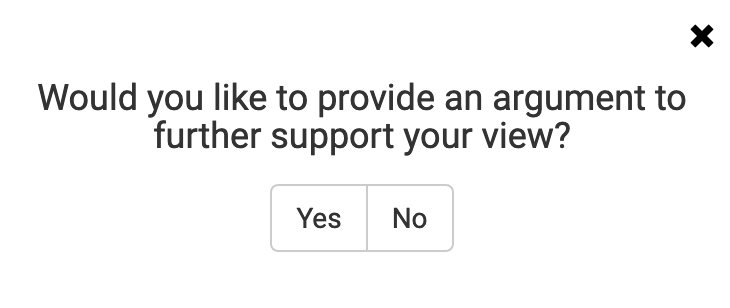 Would you like to provide an argument to
further support your view?
Yes No